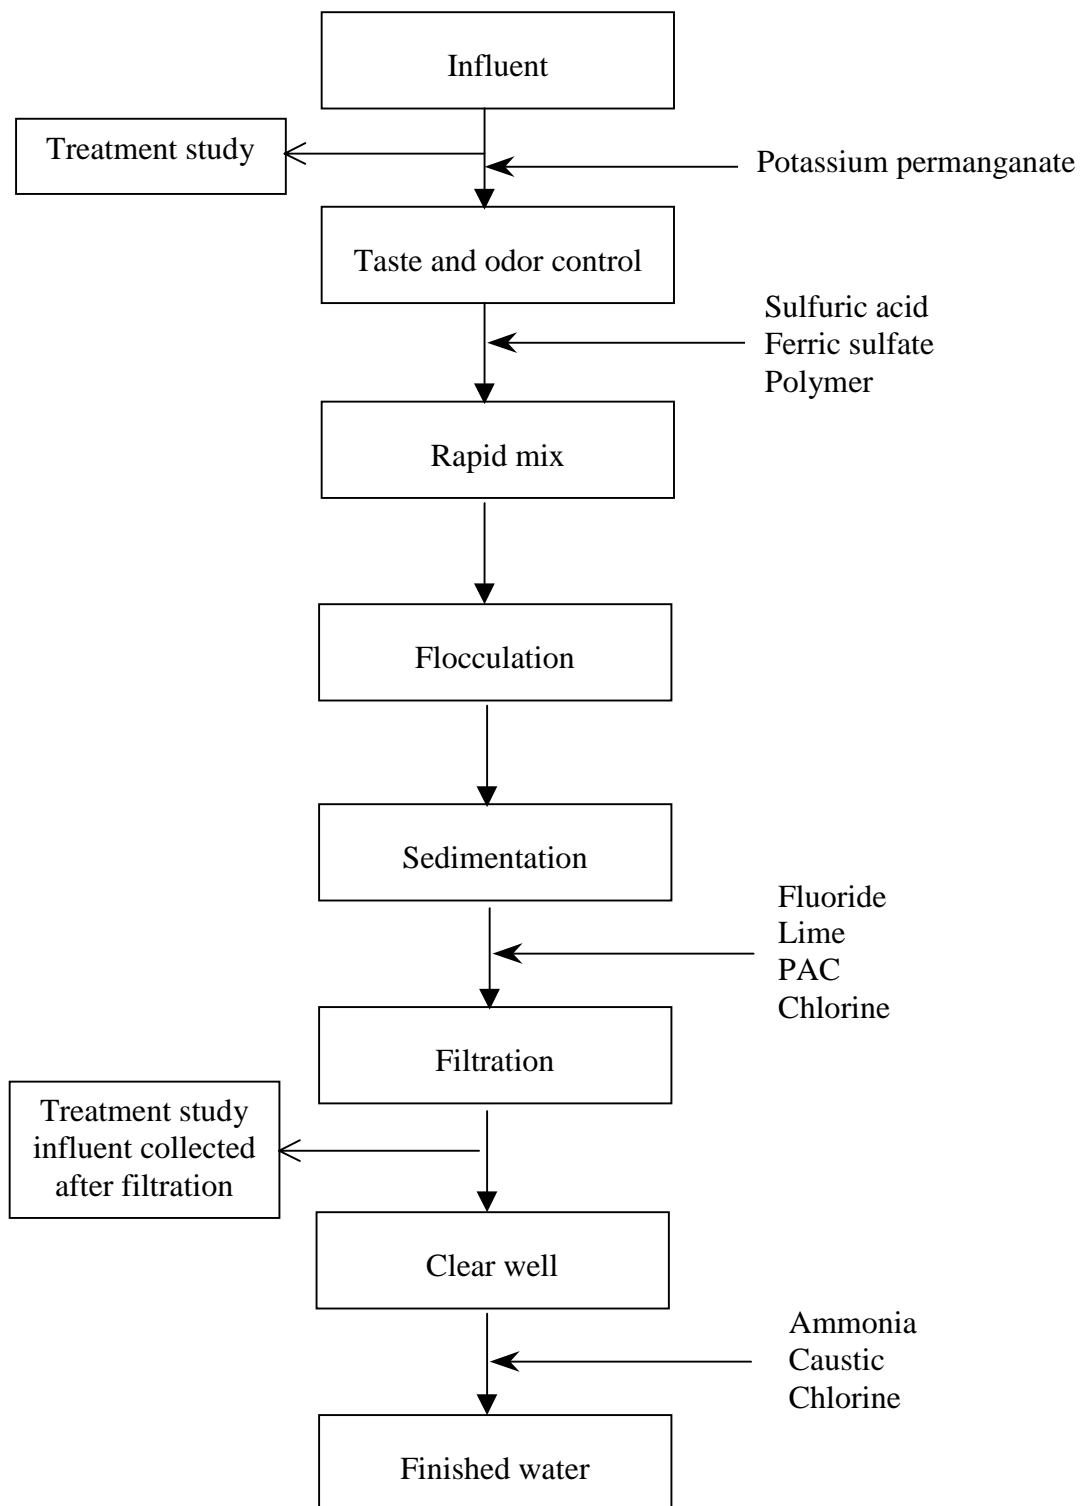 Influent
Treatment study
Potassium permanganate
Taste and odor control
Sulfuric acid
Ferric sulfate
Polymer
Rapid mix
Flocculation
Sedimentation
Fluoride
Lime
PAC
Chlorine
Filtration
Treatment study
influent collected
after filtration
Clear well
Ammonia
Caustic
Chlorine
Finished water